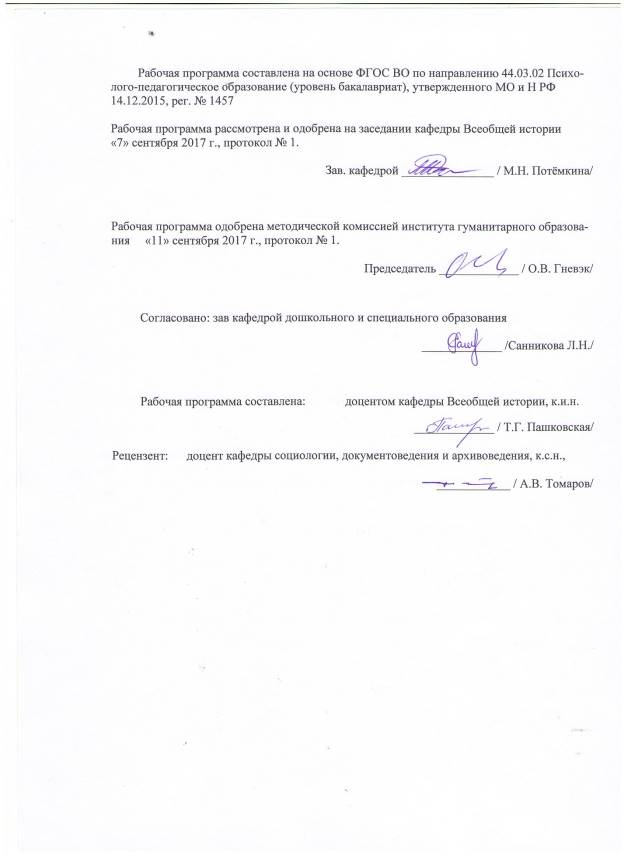 Рабочая программа составлена на основе ФГОС ВО по направлению 44.03.02 Психо-
лого-педагогическое образование (уровень бакалавриат), утвержденного МО и Н РФ
14.12.2015, рег. № 1457
Рабочая программа рассмотрена и одобрена на заседании кафедры Всеобщей истории
«7» сентября 2017 г., протокол № 1.
Зав. кафедрой / М.Н. Потёмкина/
Рабочая программа одобрена методической комиссией института гуманитарного образова-
ния «11» сентября 2017 г., протокол № 1.
Председатель / О.В. Гневэк/
Согласовано: зав кафедрой дошкольного и специального образования
/Санникова Л.Н./
Рабочая программа составлена: доцентом кафедры Всеобщей истории, к.и.н.
/ Т.Г. Пашковская/
Рецензент: доцент кафедры социологии, документоведения и архивоведения, к.с.н.,
/ А.В. Томаров/